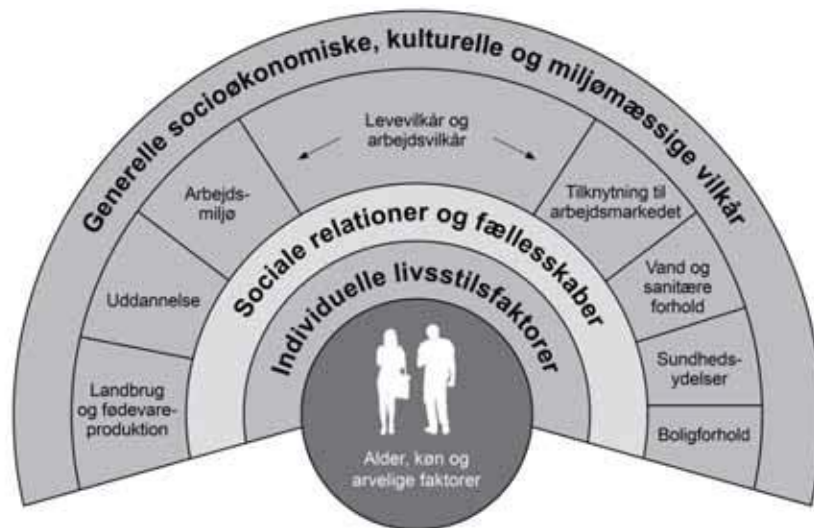 Generelle socioøkonomiske, kulturelle og miljømæssige vilkår
Levevilkår og
arbejdsvilkår
Arbejds-
miljø
Tilknytning til
arbejdsmarkedet
Uddannelse
Vand og
sanitære
forhold
Landbrug
og fødevare-
produktion
Sundheds-
ydelser
Boligforhold
Sociale relationer og fællesskaber
Individuelle livsstilsfaktorer
Alder, køn og
arvelige faktorer